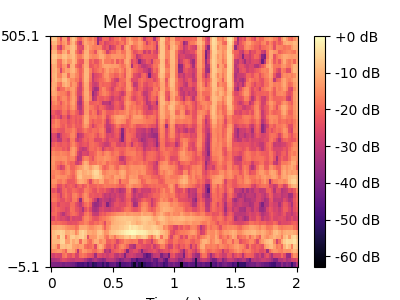 Mel Spectrogram
505.1
−5.1
0
0.5
1
1.5
2
+0 dB
-10 dB
-20 dB
-30 dB
-40 dB
-50 dB
-60 dB